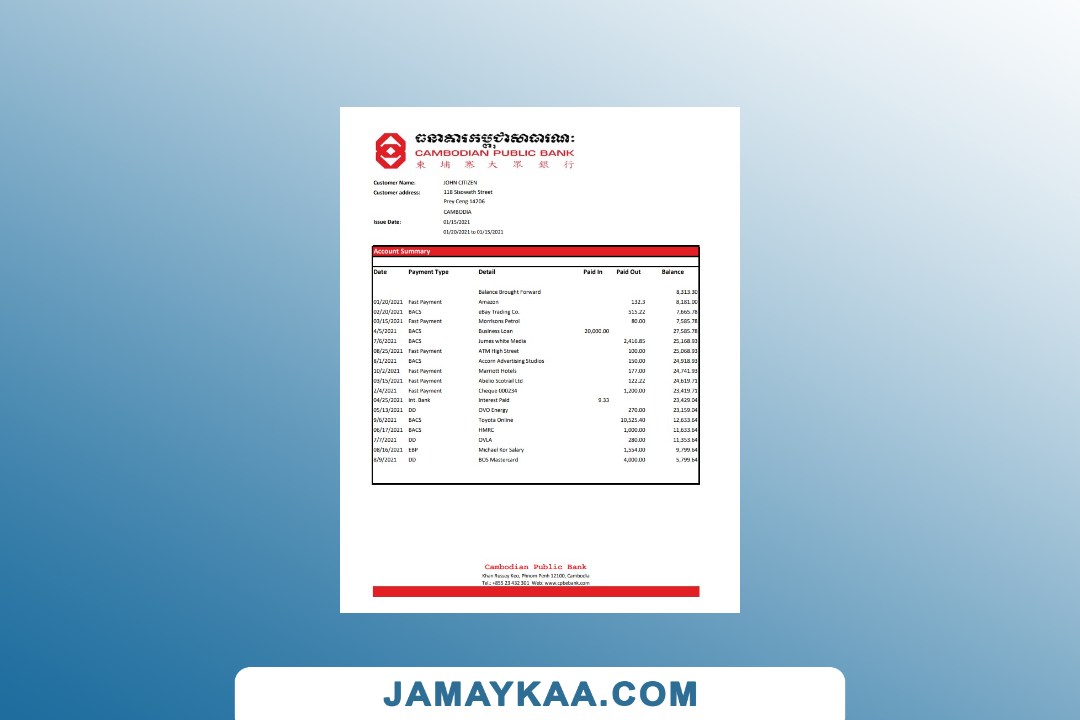 ធនាគារកម្ពុជាសាធារណៈ
CAMBODIAN PUBLIC BANK
柬 埔 寨 大 眾 銀 行
Customer Name: JOHN CITIZEN
Customer address: 118 Sisowath Street
Prey Ceng 14206
CAMBODIA
Issue Date: 01/15/2021
01/20/2021 to 01/15/2021
Account Summary
Date Payment Type Detail Paid In Paid Out Balance
Balance Brought Forward 8,313.30
01/20/2021 Fast Payment Amazon 132.3 8,181.00
02/20/2021 BACS eBay Trading Co. 515.22 7,665.78
03/15/2021 Fast Payment Morrisons Petrol 80.00 7,585.78
4/5/2021 BACS Business Loan 20,000.00 27,585.78
7/6/2021 BACS James white Media 2,416.85 25,168.93
08/25/2021 Fast Payment ATM High Street 100.00 25,068.93
8/1/2021 BACS Accorn Advertising Studios 150.00 24,918.93
10/2/2021 Fast Payment Marriott Hotels 177.00 24,741.93
03/15/2021 Fast Payment Abelio Scotrail Ltd 122.22 24,619.71
2/4/2021 Fast Payment Cheque 000234 1,200.00 23,419.71
04/25/2021 Int. Bank Interest Paid 9.33 23,429.04
05/13/2021 DD OVO Energy 270.00 23,159.04
9/6/2021 BACS Toyota Online 10,525.40 12,633.64
06/17/2021 BACS HMRC 1,000.00 11,633.64
7/7/2021 DD DVLA 280.00 11,353.64
08/16/2021 EBP Michael Kor Salary 1,554.00 9,799.64
8/9/2021 DD BOS Mastercard 4,000.00 5,799.64
Cambodian Public Bank
Khan Russey Keo, Phnum Penh 12100, Cambodia
Tel.: +855 23 432 301 Web: www.cpbebank.com
JAMAYKAA.COM